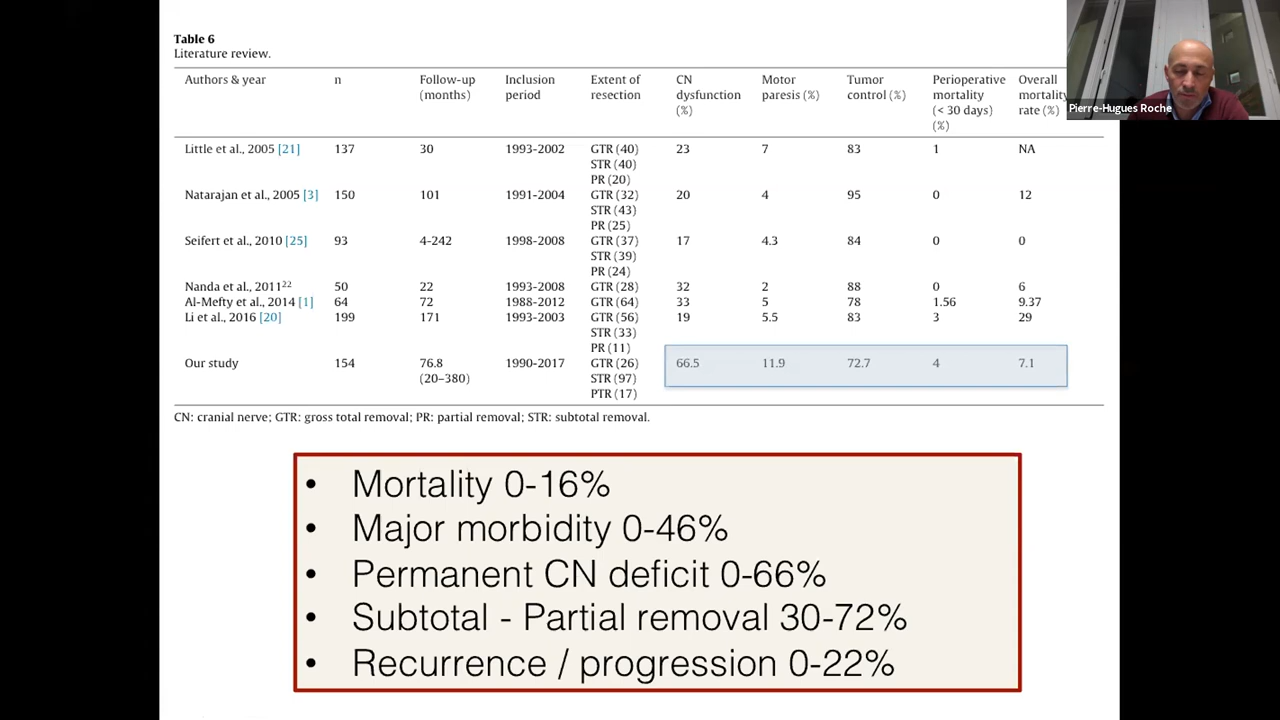 Table 6
Literature review.
Authors & year n Follow-up (months) Inclusion period Extent of resection CN dysfunction (%) Motor paresis (%) Tumor control (%) Perioperative mortality (< 30 days) (%) Overall mortality rate (%)
Pierre-Hugues Roche
Little et al., 2005 [21] 137 30 1993-2002 GTR (40) 23 7 83 1 NA
STR (40)
PR (20)
Natarajan et al., 2005 [3] 150 101 1991-2004 GTR (32) 20 4 95 0 12
STR (43)
PR (25)
Seifert et al., 2010 [25] 93 4-242 1998-2008 GTR (37) 17 4.3 84 0 0
STR (39)
PR (24)
Nanda et al., 2011²² 50 22 1993-2008 GTR (28) 32 2 88 0 6
Al-Mefty et al., 2014 [1] 64 72 1988-2012 GTR (64) 33 5 78 1.56 9.37
Li et al., 2016 [20] 199 171 1993-2003 GTR (56) 19 5.5 83 3 29
STR (33)
PR (11)
Our study 154 76.8 1990-2017 GTR (26) 66.5 11.9 72.7 4 7.1
(20–380) STR (97)
PTR (17)
CN: cranial nerve; GTR: gross total removal; PR: partial removal; STR: subtotal removal.
• Mortality 0-16%
• Major morbidity 0-46%
• Permanent CN deficit 0-66%
• Subtotal - Partial removal 30-72%
• Recurrence / progression 0-22%